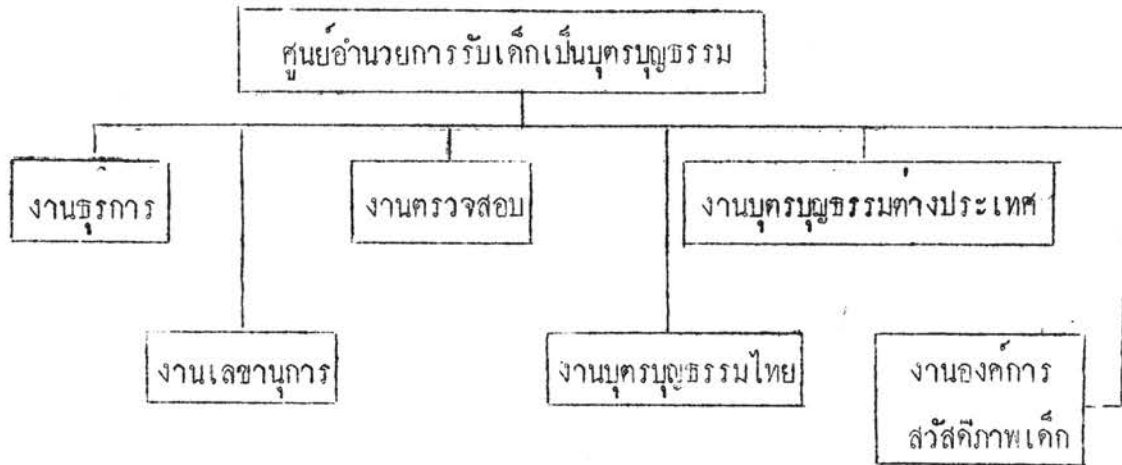 ศูนย์อำนวยการรับเด็กเป็นบุตรบุญธรรม
งานธุรการ
งานตรวจสอบ
งานบุตรบุญธรรมต่างประเทศ
งานเลขานุการ
งานบุตรบุญธรรมไทย
งานองค์การ
สวัสดิภาพเด็ก